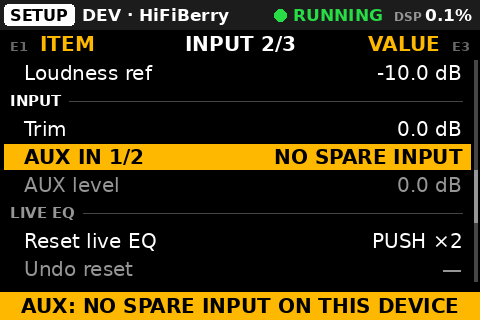 SETUP DEV · HiFiBerry RUNNING DSP 0.1%
E1 ITEM INPUT 2/3 VALUE E3
Loudness ref -10.0 dB
INPUT
Trim 0.0 dB
AUX IN 1/2 NO SPARE INPUT
AUX level 0.0 dB
LIVE EQ
Reset live EQ PUSH ×2
Undo reset —
AUX: NO SPARE INPUT ON THIS DEVICE